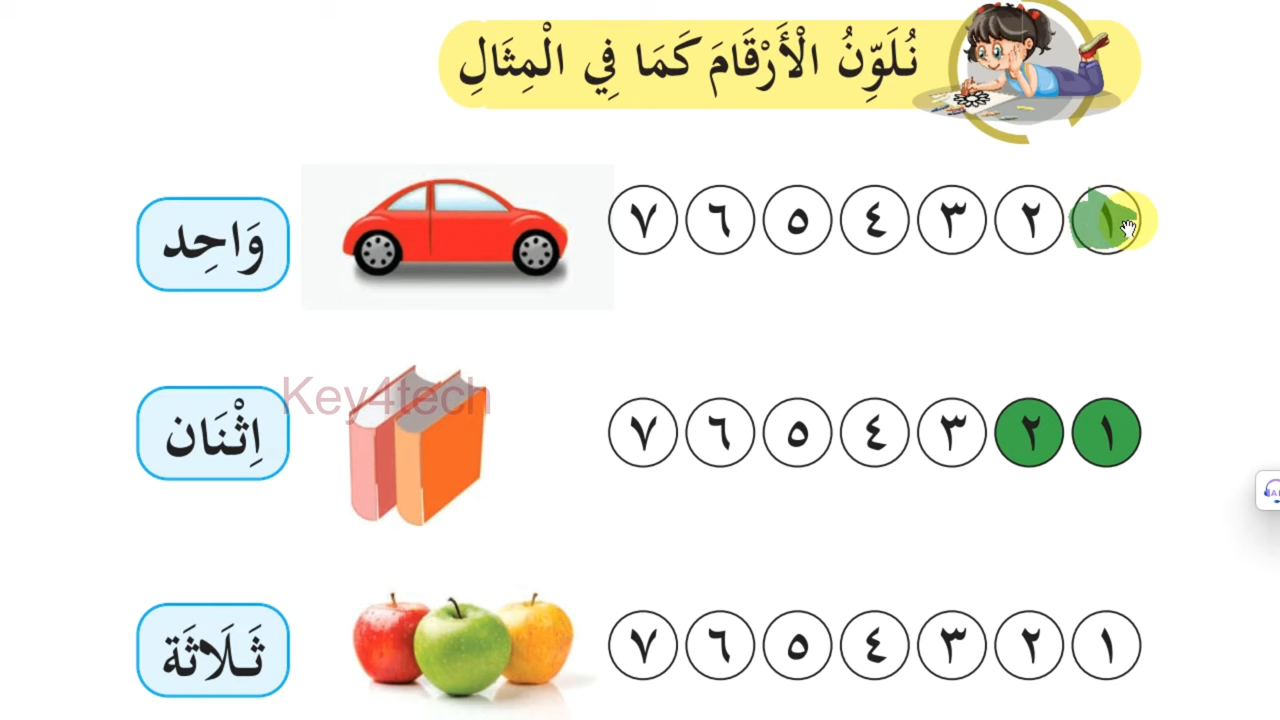 نُلَوِّنُ الْأَرْقَامَ كَمَا فِي الْمِثَالِ
١ ٢ ٣ ٤ ٥ ٦ ٧
وَاحِد
١ ٢ ٣ ٤ ٥ ٦ ٧
Key4tech
اِثْنَان
١ ٢ ٣ ٤ ٥ ٦ ٧
ثَلَاثَة